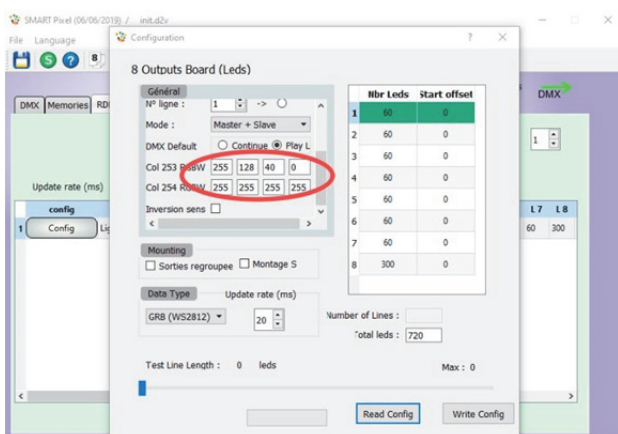 SMART Pixel (06/06/2019) / init.d2v
File Language
Configuration
? ×
8
8 Outputs Board (Leds)
Général
N° ligne : 1 ->
Mode : Master + Slave
DMX Default Continue Play L
Col 253 RGBW 255 128 40 0
Col 254 RGBW 255 255 255 255
Inversion sens
Mounting
Sorties regroupee Montage S
Data Type Update rate (ms)
GRB (WS2812) 20
Test Line Length : 0 leds Max : 0
Nbr Leds Start offset
1 60 0
2 60 0
3 60 0
4 60 0
5 60 0
6 60 0
7 60 0
8 300 0
Number of Lines :
Total leds : 720
Read Config Write Config
DMX Memories RD
Update rate (ms)
config
1 Config Lig
DMX
1
L7 L8
60 300